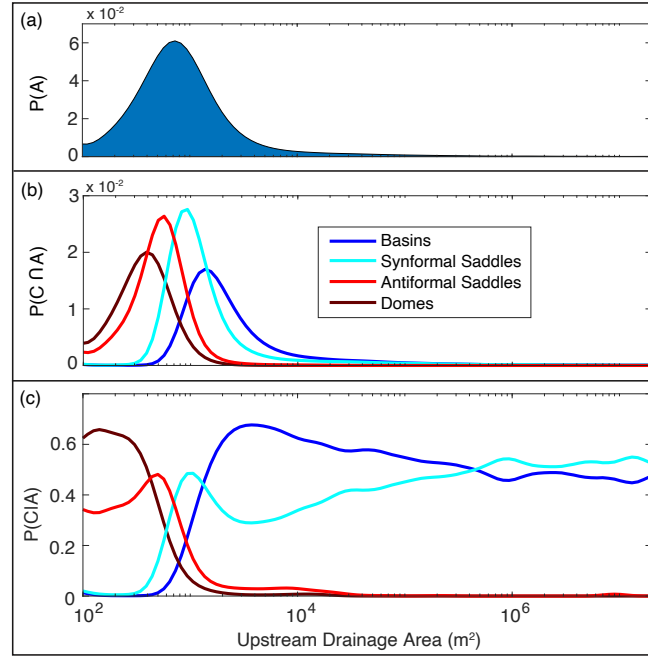 (a)
x 10-2
6
4
2
0
P(A)
(b)
x 10-2
3
2
1
0
P(C ∩ A)
Basins
Synformal Saddles
Antiformal Saddles
Domes
(c)
0.6
0.4
0.2
0
P(C|A)
10²
10⁴
10⁶
Upstream Drainage Area (m²)